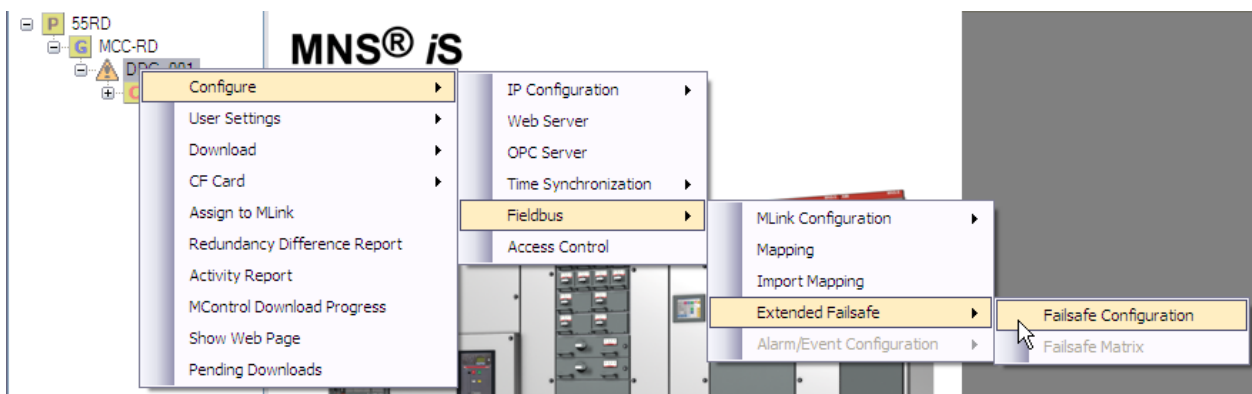 55RD
MCC-RD
MNS® iS
Configure
User Settings
Download
CF Card
Assign to MLink
Redundancy Difference Report
Activity Report
MControl Download Progress
Show Web Page
Pending Downloads
IP Configuration
Web Server
OPC Server
Time Synchronization
Fieldbus
Access Control
MLink Configuration
Mapping
Import Mapping
Extended Failsafe
Alarm/Event Configuration
Failsafe Configuration
Failsafe Matrix